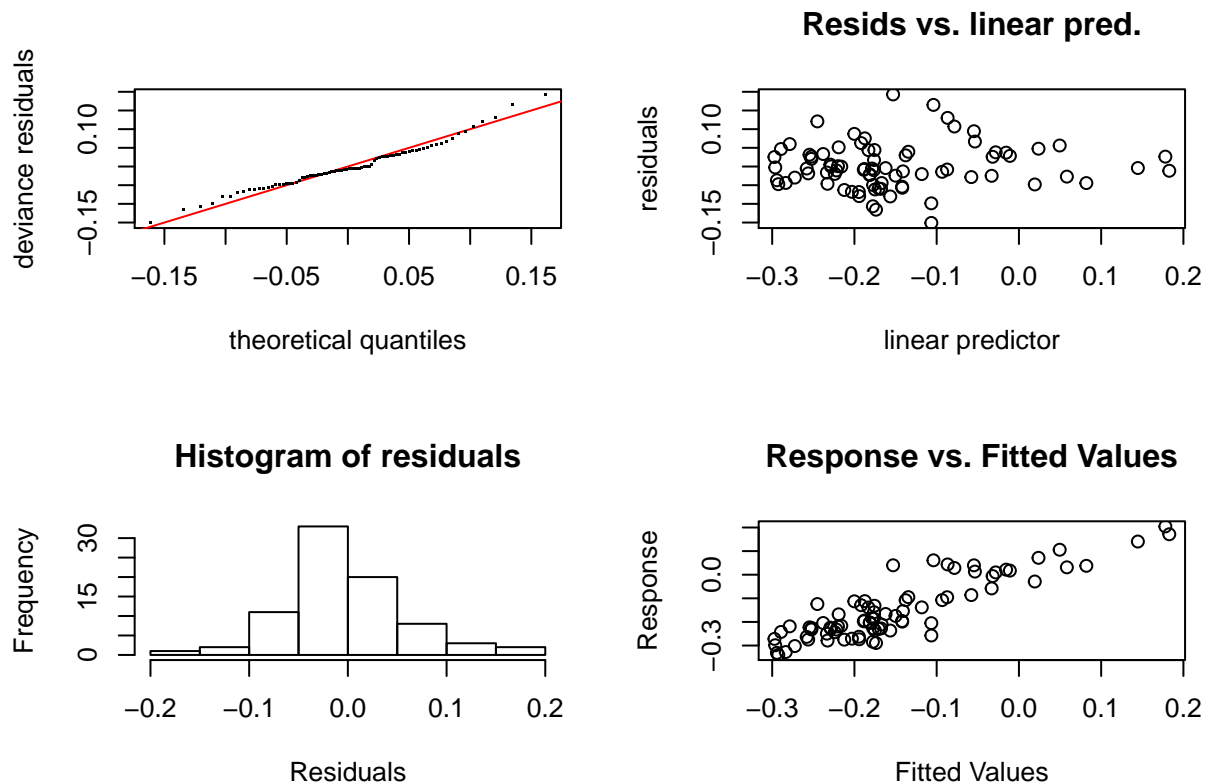 deviance residuals
−0.15 0.10
−0.15 −0.05 0.05 0.15
theoretical quantiles
Resids vs. linear pred.
residuals
−0.15 0.10
−0.3 −0.2 −0.1 0.0 0.1 0.2
linear predictor
Histogram of residuals
Frequency
0 15 30
−0.2 −0.1 0.0 0.1 0.2
Residuals
Response vs. Fitted Values
Response
−0.3 0.0
−0.3 −0.2 −0.1 0.0 0.1 0.2
Fitted Values